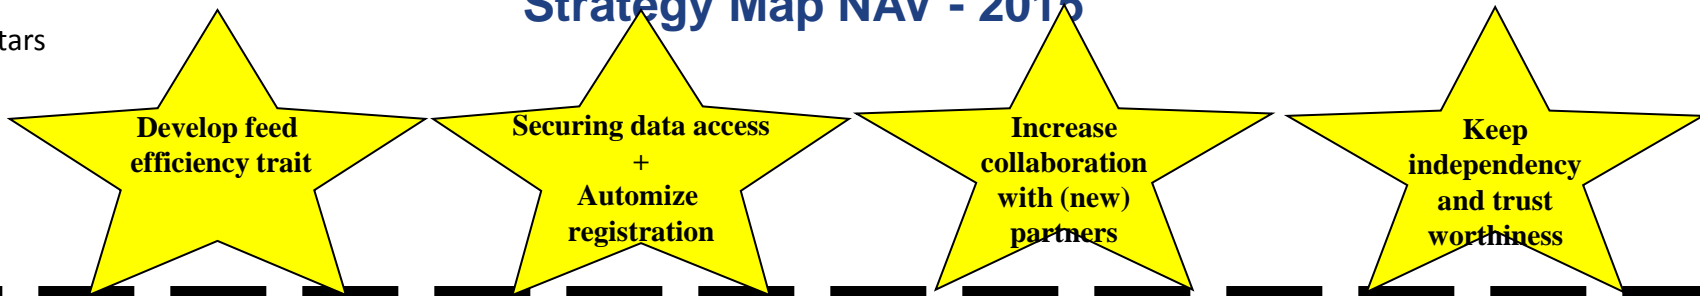 Strategy Map NAV - 2015
tars
Develop feed
efficiency trait
Securing data access
+
Automize
registration
Increase
collaboration
with (new)
partners
Keep
independency
and trust
worthiness